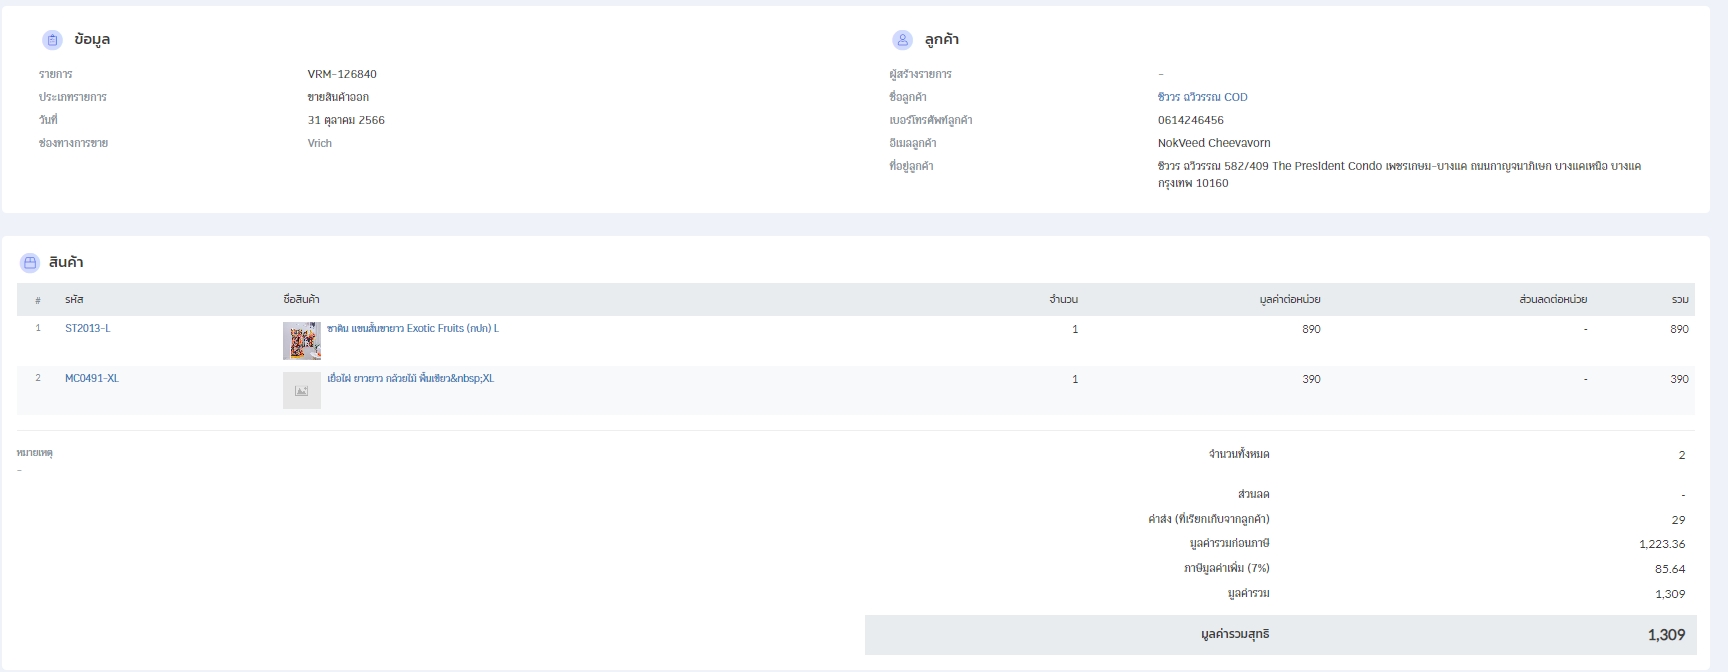 ข้อมูล
รายการ VRM-126840
ประเภทรายการ ขายสินค้าออก
วันที่ 31 ตุลาคม 2566
ช่องทางการขาย Vrich
ลูกค้า
ผู้สร้างรายการ -
ชื่อลูกค้า ชีววร ฉวีวรรณ COD
เบอร์โทรศัพท์ลูกค้า 0614246456
อีเมลลูกค้า NokVeed Cheevavorn
ที่อยู่ลูกค้า ชีววร ฉวีวรรณ 582/409 The President Condo เพชรเกษม-บางแค ถนนกาญจนาภิเษก บางแคเหนือ บางแค
กรุงเทพ 10160
สินค้า
# รหัส ชื่อสินค้า จำนวน มูลค่าต่อหน่วย ส่วนลดต่อหน่วย รวม
1 ST2013-L ซาติน แขนสั้นขายาว Exotic Fruits (กปก) L 1 890 - 890
2 MC0491-XL เยื่อไผ่ ยาวยาว กล้วยไม้ พื้นเขียว&nbsp;XL 1 390 - 390
หมายเหตุ
-
จำนวนทั้งหมด 2
ส่วนลด -
ค่าส่ง (ที่เรียกเก็บจากลูกค้า) 29
มูลค่ารวมก่อนภาษี 1,223.36
ภาษีมูลค่าเพิ่ม (7%) 85.64
มูลค่ารวม 1,309
มูลค่ารวมสุทธิ 1,309